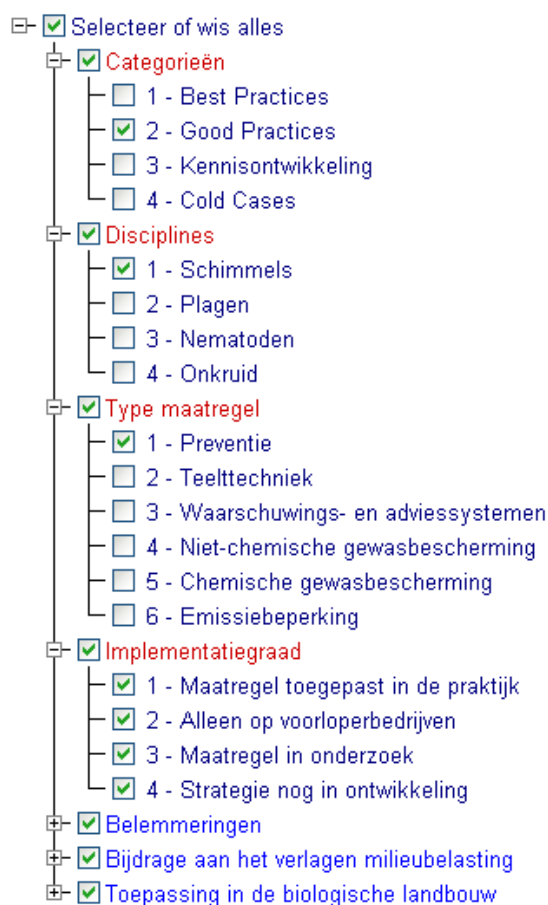 Selecteer of wis alles
Categorieën
1 - Best Practices
2 - Good Practices
3 - Kennisontwikkeling
4 - Cold Cases
Disciplines
1 - Schimmels
2 - Plagen
3 - Nematoden
4 - Onkruid
Type maatregel
1 - Preventie
2 - Teelttechniek
3 - Waarschuwings- en adviessystemen
4 - Niet-chemische gewasbescherming
5 - Chemische gewasbescherming
6 - Emissiebeperking
Implementatiegraad
1 - Maatregel toegepast in de praktijk
2 - Alleen op voorloperbedrijven
3 - Maatregel in onderzoek
4 - Strategie nog in ontwikkeling
Belemmeringen
Bijdrage aan het verlagen milieubelasting
Toepassing in de biologische landbouw